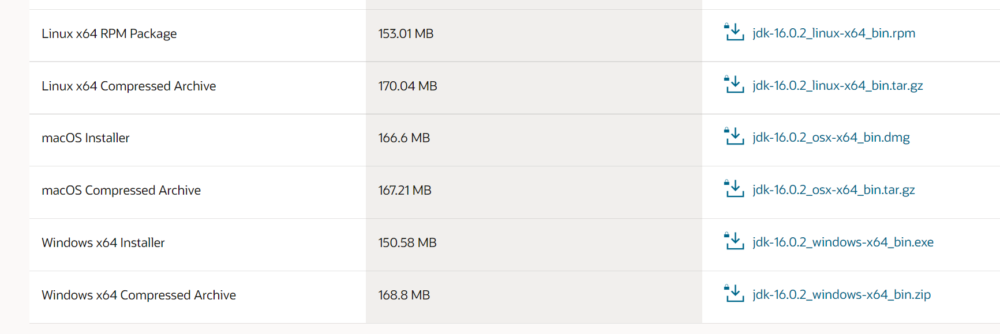 Linux x64 RPM Package 153.01 MB jdk-16.0.2_linux-x64_bin.rpm
Linux x64 Compressed Archive 170.04 MB jdk-16.0.2_linux-x64_bin.tar.gz
macOS Installer 166.6 MB jdk-16.0.2_osx-x64_bin.dmg
macOS Compressed Archive 167.21 MB jdk-16.0.2_osx-x64_bin.tar.gz
Windows x64 Installer 150.58 MB jdk-16.0.2_windows-x64_bin.exe
Windows x64 Compressed Archive 168.8 MB jdk-16.0.2_windows-x64_bin.zip